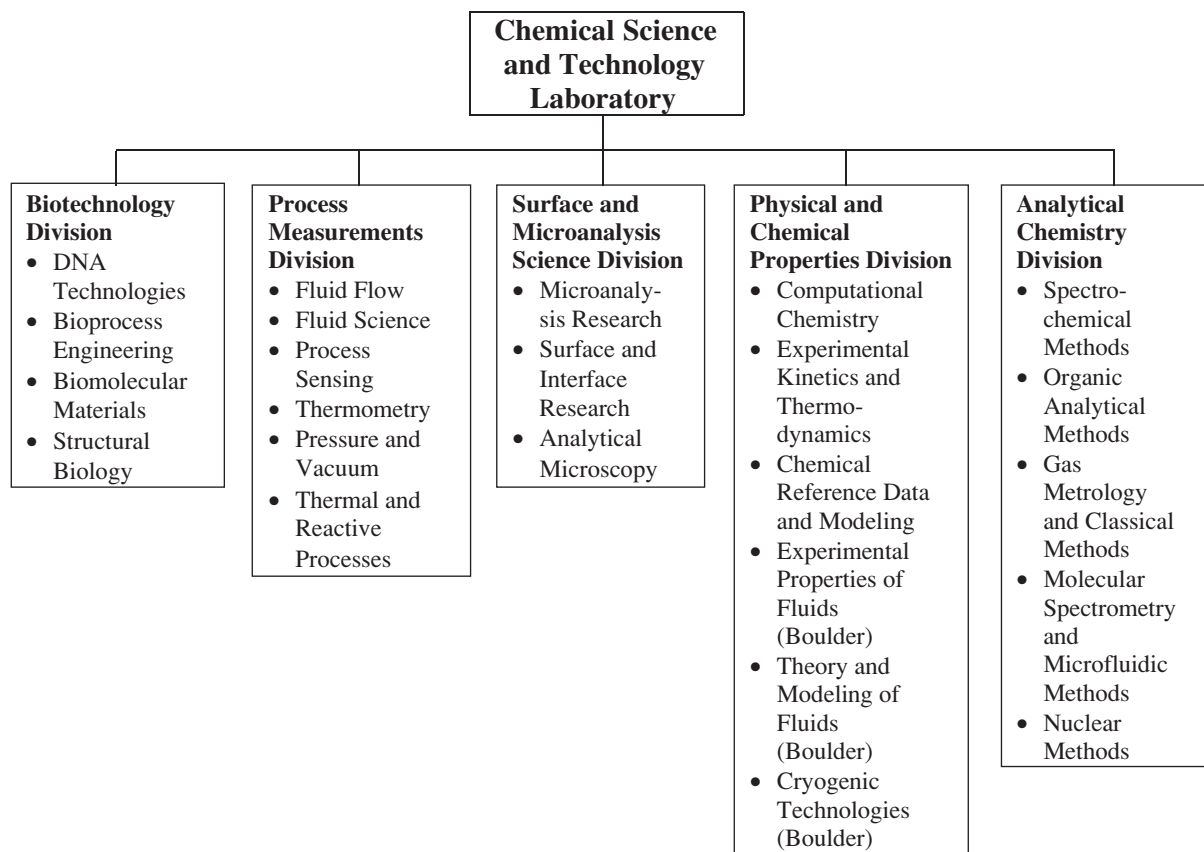 Chemical Science
and Technology
Laboratory
Biotechnology
Division
• DNA
Technologies
• Bioprocess
Engineering
• Biomolecular
Materials
• Structural
Biology
Process
Measurements
Division
• Fluid Flow
• Fluid Science
• Process
Sensing
• Thermometry
• Pressure and
Vacuum
• Thermal and
Reactive
Processes
Surface and
Microanalysis
Science Division
• Microanaly-
sis Research
• Surface and
Interface
Research
• Analytical
Microscopy
Physical and
Chemical
Properties Division
• Computational
Chemistry
• Experimental
Kinetics and
Thermo-
dynamics
• Chemical
Reference Data
and Modeling
• Experimental
Properties of
Fluids
(Boulder)
• Theory and
Modeling of
Fluids
(Boulder)
• Cryogenic
Technologies
(Boulder)
Analytical
Chemistry
Division
• Spectro-
chemical
Methods
• Organic
Analytical
Methods
• Gas
Metrology
and Classical
Methods
• Molecular
Spectrometry
and
Microfluidic
Methods
• Nuclear
Methods